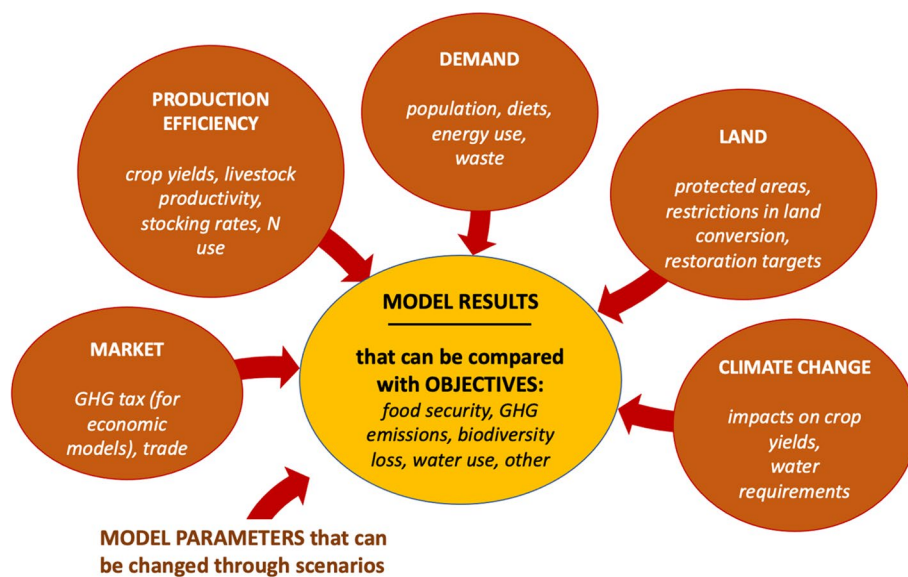 DEMAND
population, diets,
energy use,
waste
PRODUCTION
EFFICIENCY
crop yields, livestock
productivity,
stocking rates, N
use
LAND
protected areas,
restrictions in land
conversion,
restoration targets
MARKET
GHG tax (for
economic
models), trade
MODEL RESULTS
that can be compared
with OBJECTIVES:
food security, GHG
emissions, biodiversity
loss, water use, other
CLIMATE CHANGE
impacts on crop
yields,
water
requirements
MODEL PARAMETERS that can
be changed through scenarios